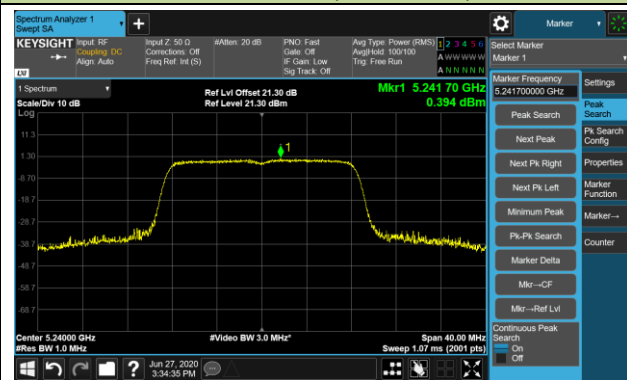 Spectrum Analyzer 1
Swept SA
Marker
KEYSIGHT
Input: RF
Coupling: DC
Align: Auto
Input Z: 50 Ω
Corrections: Off
Freq Ref: Int (S)
#Atten: 20 dB
PNO: Fast
Gate: Off
IF Gain: Low
Sig Track: Off
Avg Type: Power (RMS)
Avg|Hold: 100/100
Trig: Free Run
1 2 3 4 5 6
A W W W W W
A N N N N N
LXI
Select Marker
Marker 1
1 Spectrum
Scale/Div 10 dB
Log
Ref Lvl Offset 21.30 dB
Ref Level 21.30 dBm
Mkr1 5.241 70 GHz
0.394 dBm
11.3
1.30
-8.70
-18.7
-28.7
-38.7
-48.7
-58.7
-68.7
1
Center 5.24000 GHz
#Res BW 1.0 MHz
#Video BW 3.0 MHz*
Span 40.00 MHz
Sweep 1.07 ms (2001 pts)
Marker Frequency
5.241700000 GHz
Peak Search
Next Peak
Next Pk Right
Next Pk Left
Minimum Peak
Pk-Pk Search
Marker Delta
Mkr→CF
Mkr→Ref Lvl
Continuous Peak
Search
On
Off
Settings
Peak
Search
Pk Search
Config
Properties
Marker
Function
Marker→
Counter
Jun 27, 2020
3:34:35 PM